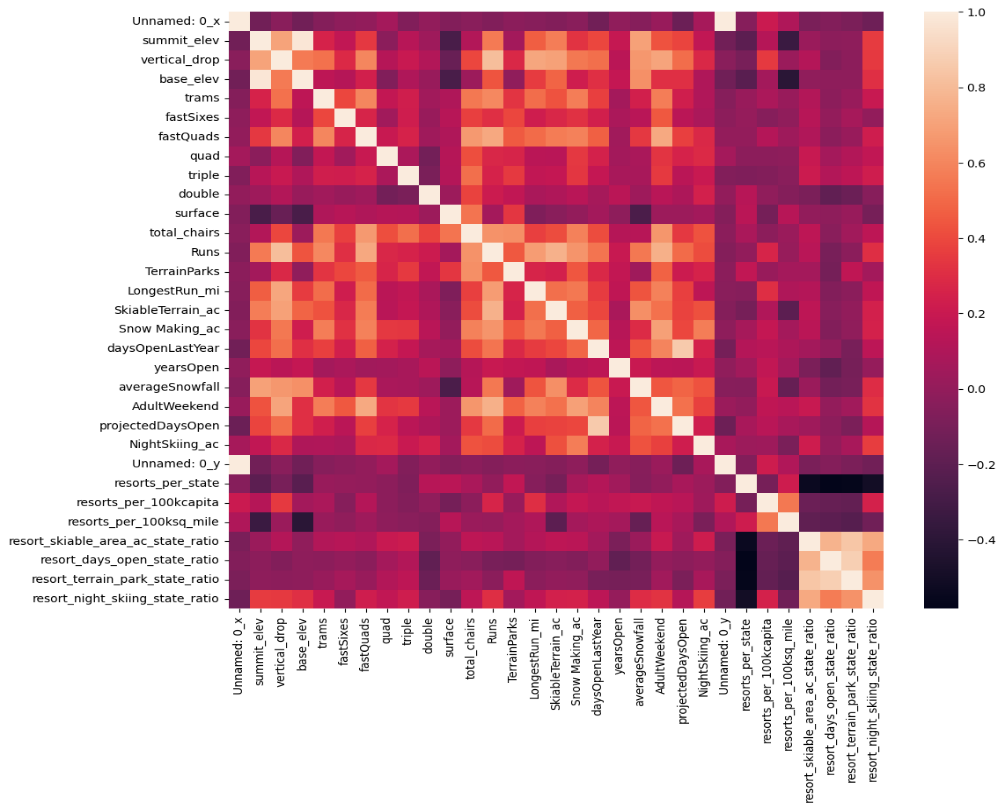 Unnamed: 0_x
summit_elev
vertical_drop
base_elev
trams
fastSixes
fastQuads
quad
triple
double
surface
total_chairs
Runs
TerrainParks
LongestRun_mi
SkiableTerrain_ac
Snow Making_ac
daysOpenLastYear
yearsOpen
averageSnowfall
AdultWeekend
projectedDaysOpen
NightSkiing_ac
Unnamed: 0_y
resorts_per_state
resorts_per_100kcapita
resorts_per_100ksq_mile
resort_skiable_area_ac_state_ratio
resort_days_open_state_ratio
resort_terrain_park_state_ratio
resort_night_skiing_state_ratio
Unnamed: 0_x
summit_elev
vertical_drop
base_elev
trams
fastSixes
fastQuads
quad
triple
double
surface
total_chairs
Runs
TerrainParks
LongestRun_mi
SkiableTerrain_ac
Snow Making_ac
daysOpenLastYear
yearsOpen
averageSnowfall
AdultWeekend
projectedDaysOpen
NightSkiing_ac
Unnamed: 0_y
resorts_per_state
resorts_per_100kcapita
resorts_per_100ksq_mile
resort_skiable_area_ac_state_ratio
resort_days_open_state_ratio
resort_terrain_park_state_ratio
resort_night_skiing_state_ratio
1.0
0.8
0.6
0.4
0.2
0.0
−0.2
−0.4